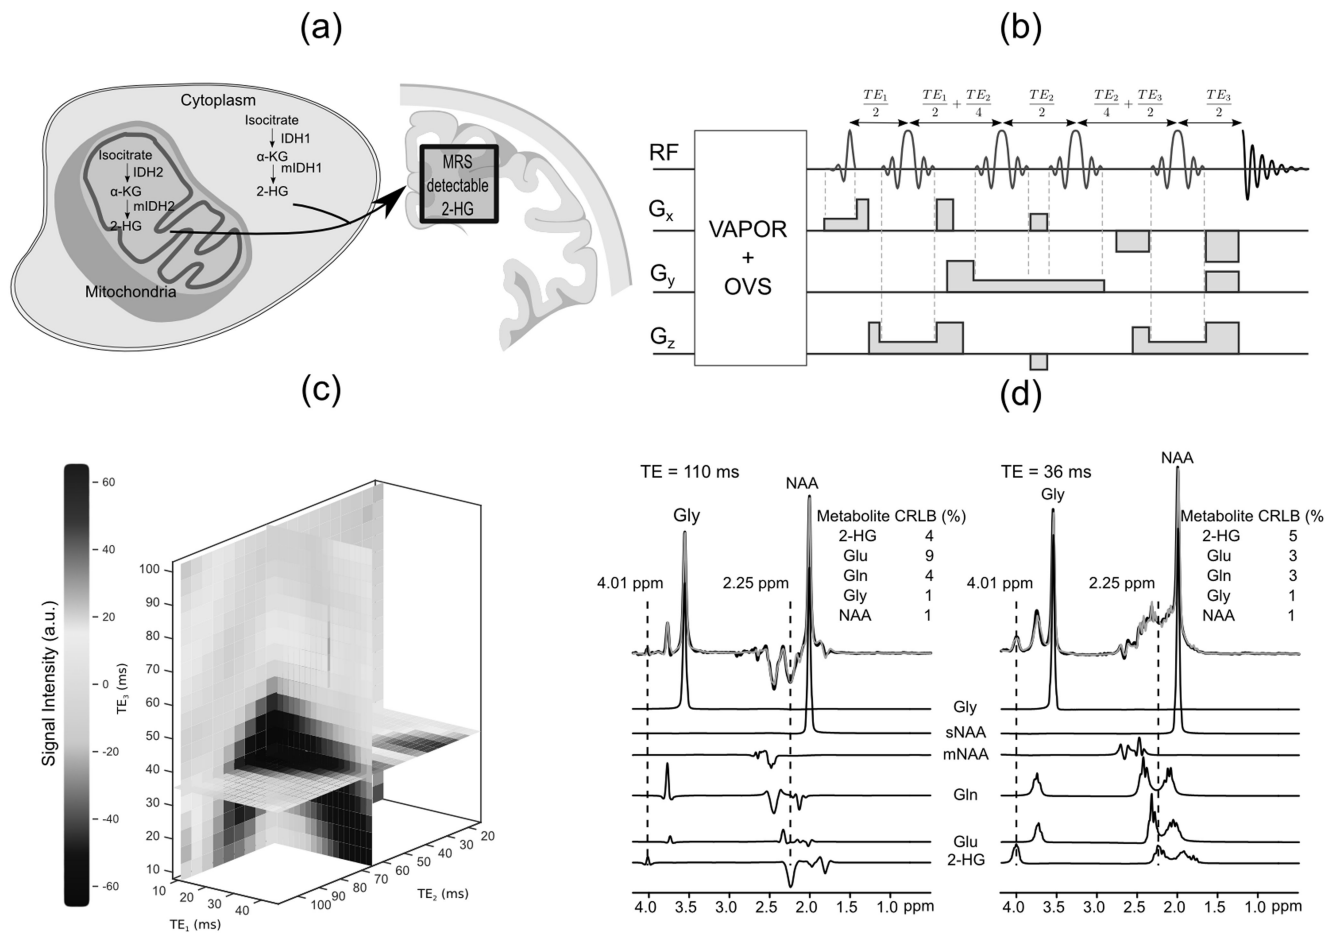 (a)
Cytoplasm
Isocitrate
IDH1
α-KG
mIDH1
2-HG
Isocitrate
IDH2
α-KG
mIDH2
2-HG
Mitochondria
MRS
detectable
2-HG
(b)
TE1/2
TE1/2 + TE2/4
TE2/2
TE2/4 + TE3/2
TE3/2
RF
Gx
Gy
Gz
VAPOR
+
OVS
(c)
Signal Intensity (a.u.)
60
40
20
0
−20
−40
−60
TE3 (ms)
100
90
80
70
60
50
40
30
20
10
10
20
30
40
TE1 (ms)
100
90
80
70
60
50
40
30
20
TE2 (ms)
(d)
TE = 110 ms
Gly
NAA
Metabolite CRLB (%)
2-HG 4
Glu 9
Gln 4
Gly 1
NAA 1
4.01 ppm
2.25 ppm
TE = 36 ms
Gly
NAA
Metabolite CRLB (%
2-HG 5
Glu 3
Gln 3
Gly 1
NAA 1
4.01 ppm
2.25 ppm
Gly
sNAA
mNAA
Gln
Glu
2-HG
4.0 3.5 3.0 2.5 2.0 1.5 1.0 ppm
4.0 3.5 3.0 2.5 2.0 1.5 1.0 ppm